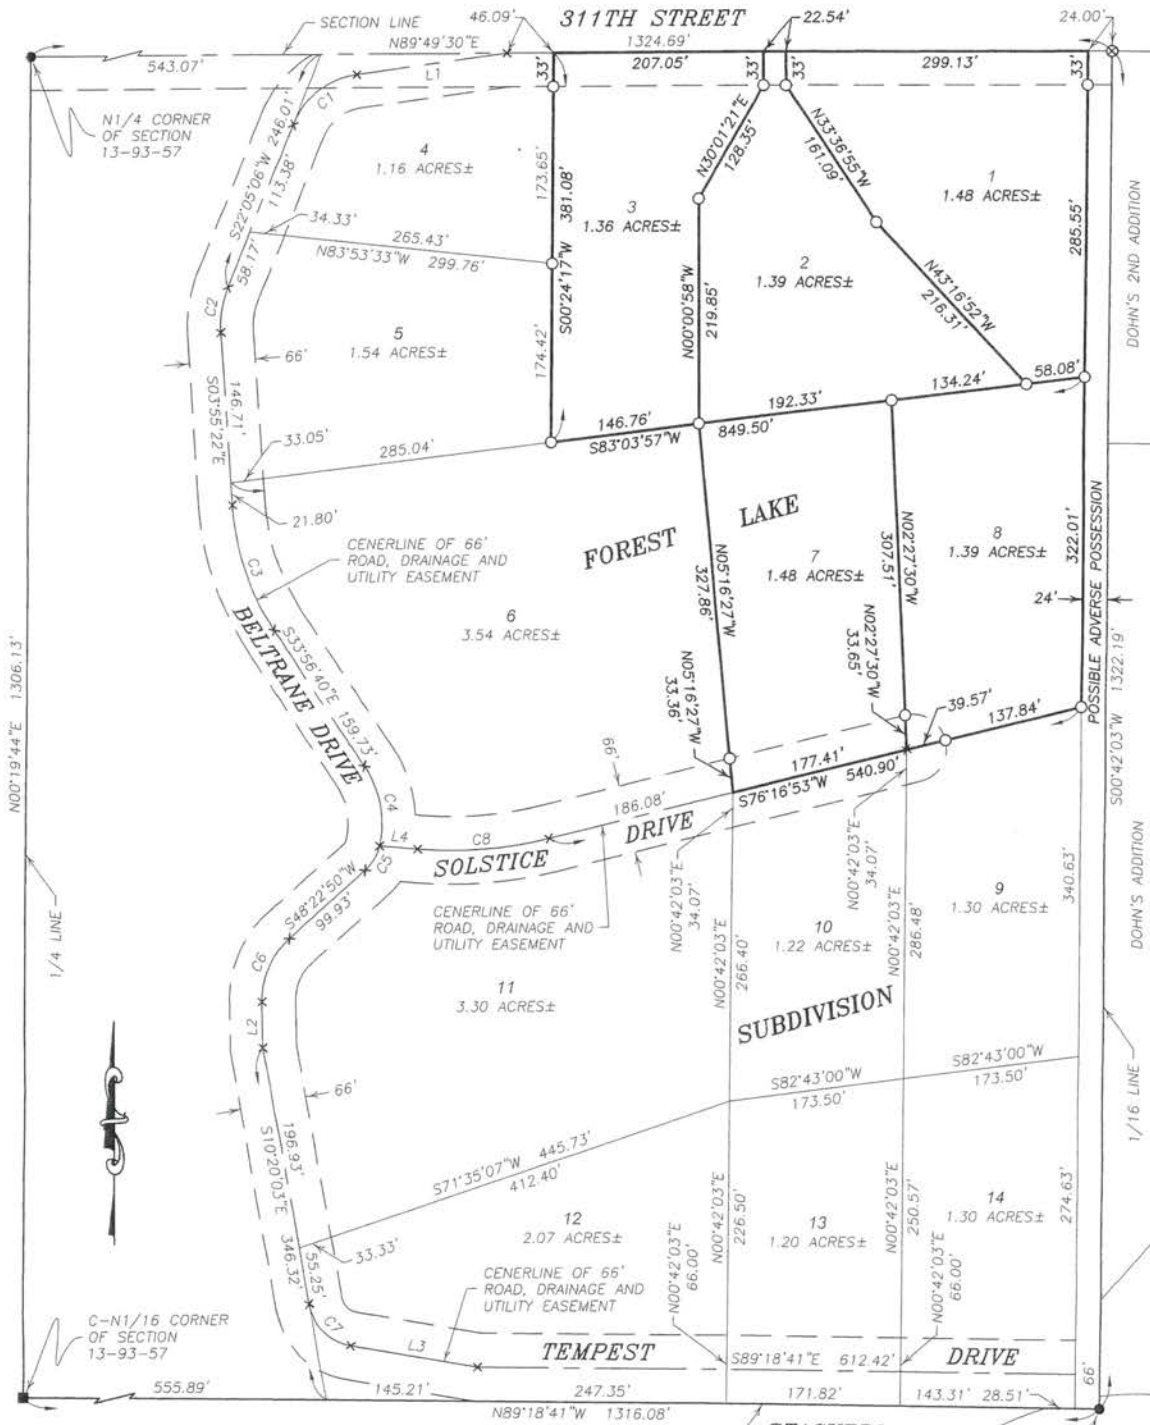 SECTION LINE
46.09'
311TH STREET
22.54'
24.00'
N89°49'30"E
1324.69'
543.07'
L1
33'
207.05'
33'
33'
299.13'
33'
C1
N1/4 CORNER
OF SECTION
13-93-57
S22°05'06"W 246.01'
113.38'
4
1.16 ACRES±
173.65'
S00°24'17"W 381.08'
N30°01'21"E
128.35'
N33°36'55"W
161.09'
1
1.48 ACRES±
285.55'
DOHN'S 2ND ADDITION
3
1.36 ACRES±
34.33'
265.43'
N83°53'33"W 299.76'
58.17'
C2
2
1.39 ACRES±
N00°00'58"W
219.85'
N43°16'52"W
216.31'
5
1.54 ACRES±
66'
174.42'
146.71'
S03°55'22"E
58.08'
134.24'
192.33'
146.76'
849.50'
S83°03'57"W
33.05'
285.04'
21.80'
CENERLINE OF 66'
ROAD, DRAINAGE AND
UTILITY EASEMENT
C3
FOREST LAKE
N05°16'27"W
327.86'
7
1.48 ACRES±
N02°27'30"W
307.51'
8
1.39 ACRES±
322.01'
24'
POSSIBLE ADVERSE POSSESSION
6
3.54 ACRES±
BELTRANE DRIVE
S33°56'40"E 159.73'
N05°16'27"W
33.36'
N02°27'30"W
33.65'
39.57'
137.84'
N00°19'44"E 1306.13'
S00°42'03"W 1322.19'
66'
177.41'
S76°16'53"W 540.90'
C4
186.08'
L4
C8
C5
SOLSTICE DRIVE
N00°42'03"E
34.07'
N00°42'03"E
34.07'
S48°22'50"W
99.93'
CENERLINE OF 66'
ROAD, DRAINAGE AND
UTILITY EASEMENT
340.63'
9
1.30 ACRES±
10
1.22 ACRES±
N00°42'03"E
266.40'
N00°42'03"E
286.48'
DOHN'S ADDITION
1/4 LINE
C6
11
3.30 ACRES±
L2
SUBDIVISION
S82°43'00"W
173.50'
S82°43'00"W
173.50'
1/16 LINE
66'
196.93'
S10°20'03"E
346.32'
S71°35'07"W 445.73'
412.40'
N00°42'03"E
226.50'
N00°42'03"E
250.57'
274.63'
12
2.07 ACRES±
13
1.20 ACRES±
14
1.30 ACRES±
33.33'
55.25'
CENERLINE OF 66'
ROAD, DRAINAGE AND
UTILITY EASEMENT
N00°42'03"E
66.00'
N00°42'03"E
66.00'
C-N1/16 CORNER
OF SECTION
13-93-57
C7
L3
TEMPEST DRIVE
S89°18'41"E 612.42'
66'
555.89'
145.21'
247.35'
171.82'
143.31'
28.51'
N89°18'41"W 1316.08'